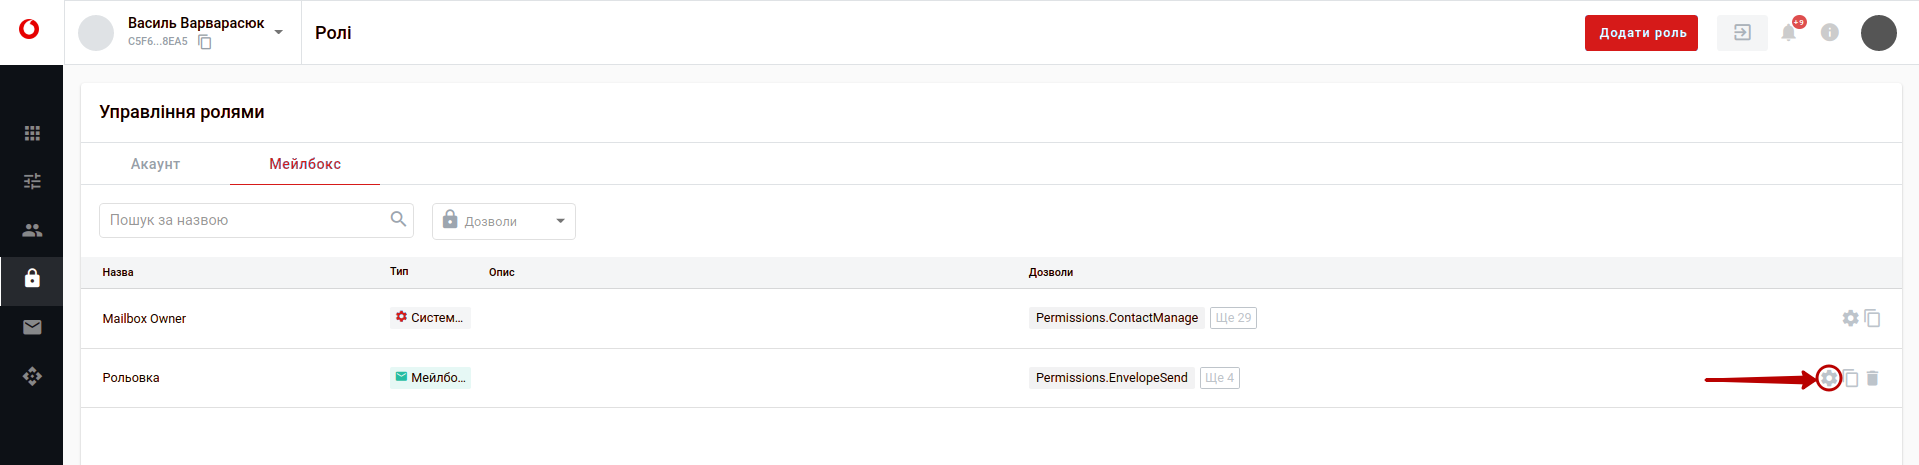 Василь Варварасюк
C5F6...8EA5
Ролі
Додати роль
+9
Управління ролями
Акаунт
Мейлбокс
Пошук за назвою
Дозволи
Назва
Тип
Опис
Дозволи
Mailbox Owner
Систем...
Permissions.ContactManage
Ще 29
Рольовка
Мейлбо...
Permissions.EnvelopeSend
Ще 4